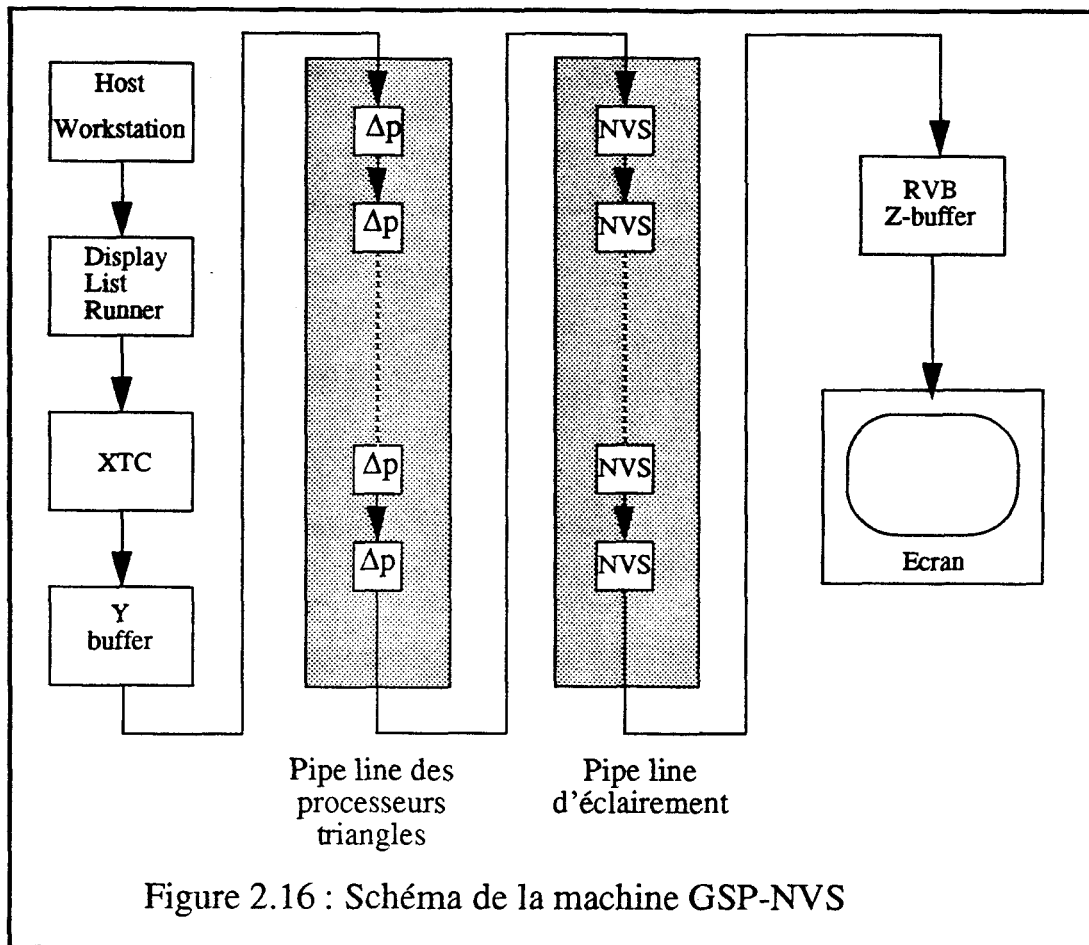 Host
Workstation
Display
List
Runner
XTC
Y
buffer
Δp
Δp
Δp
Δp
Pipe line des
processeurs
triangles
NVS
NVS
NVS
NVS
Pipe line
d'éclairement
RVB
Z-buffer
Ecran
Figure 2.16 : Schéma de la machine GSP-NVS